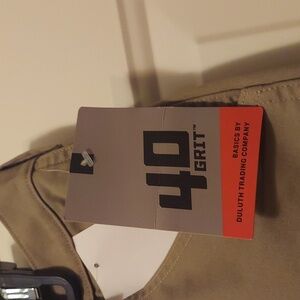 40
GRIT™
BASICS BY
DULUTH TRADING COMPANY